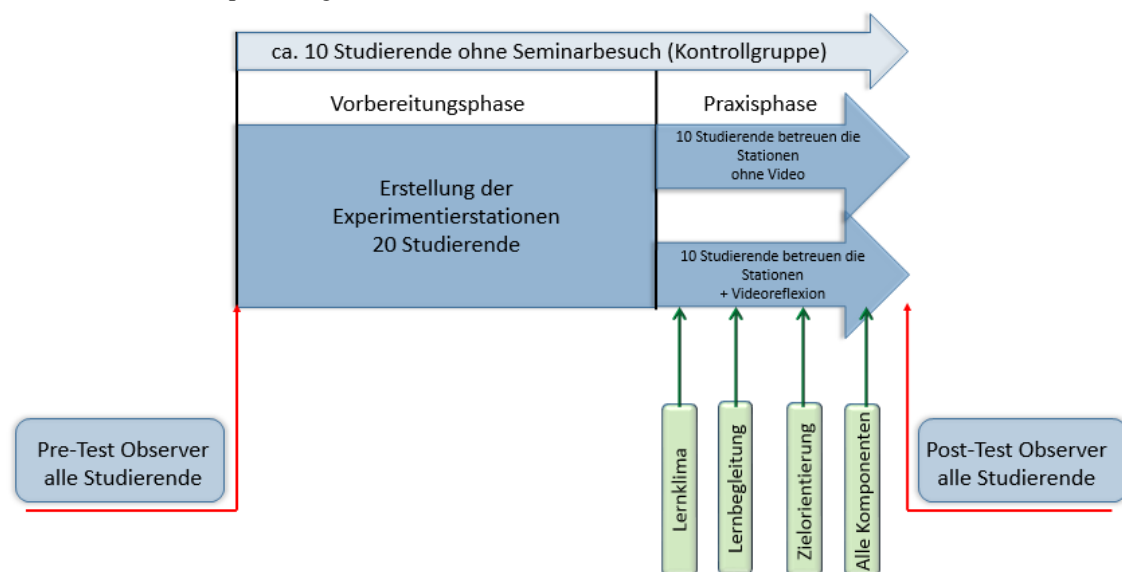 ca. 10 Studierende ohne Seminarbesuch (Kontrollgruppe)
Vorbereitungsphase
Praxisphase
Erstellung der
Experimentierstationen
20 Studierende
10 Studierende betreuen die
Stationen
ohne Video
10 Studierende betreuen die
Stationen
+ Videoreflexion
Pre-Test Observer
alle Studierende
Lernklima
Lernbegleitung
Zielorientierung
Alle Komponenten
Post-Test Observer
alle Studierende